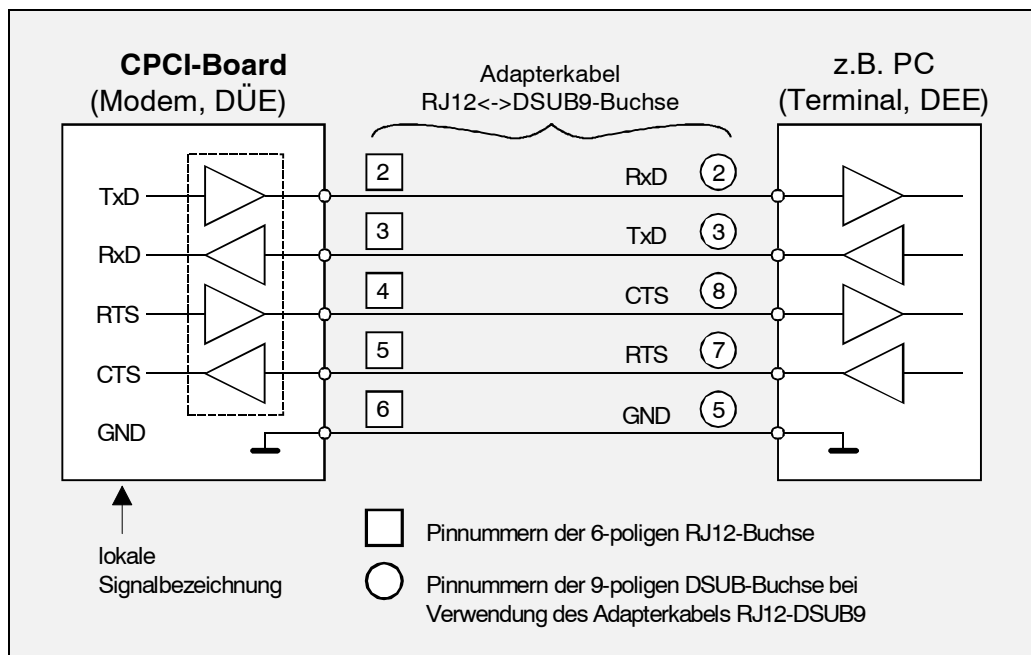 CPCI-Board
(Modem, DÜE)
Adapterkabel
RJ12<->DSUB9-Buchse
z.B. PC
(Terminal, DEE)
TxD 2 RxD 2
RxD 3 TxD 3
RTS 4 CTS 8
CTS 5 RTS 7
GND 6 GND 5
lokale
Signalbezeichnung
Pinnummern der 6-poligen RJ12-Buchse
Pinnummern der 9-poligen DSUB-Buchse bei
Verwendung des Adapterkabels RJ12-DSUB9